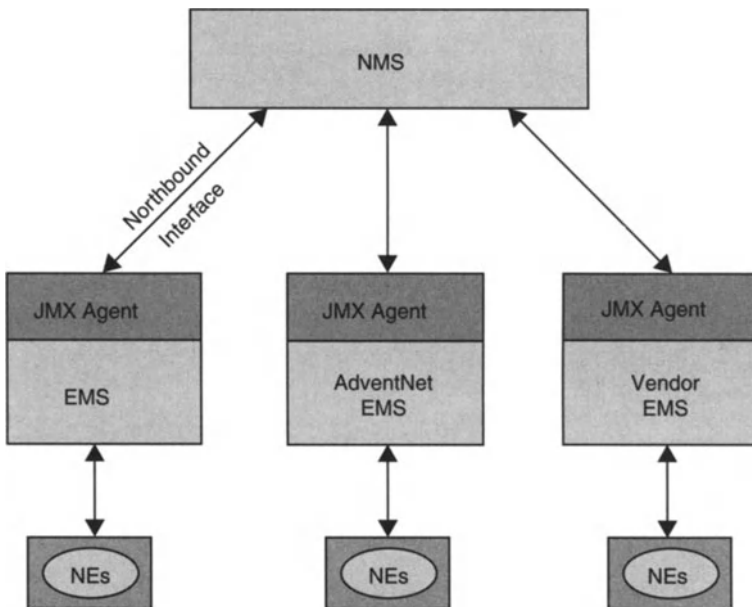 NMS
Northbound
Interface
JMX Agent
JMX Agent
JMX Agent
EMS
AdventNet
EMS
Vendor
EMS
NEs
NEs
NEs